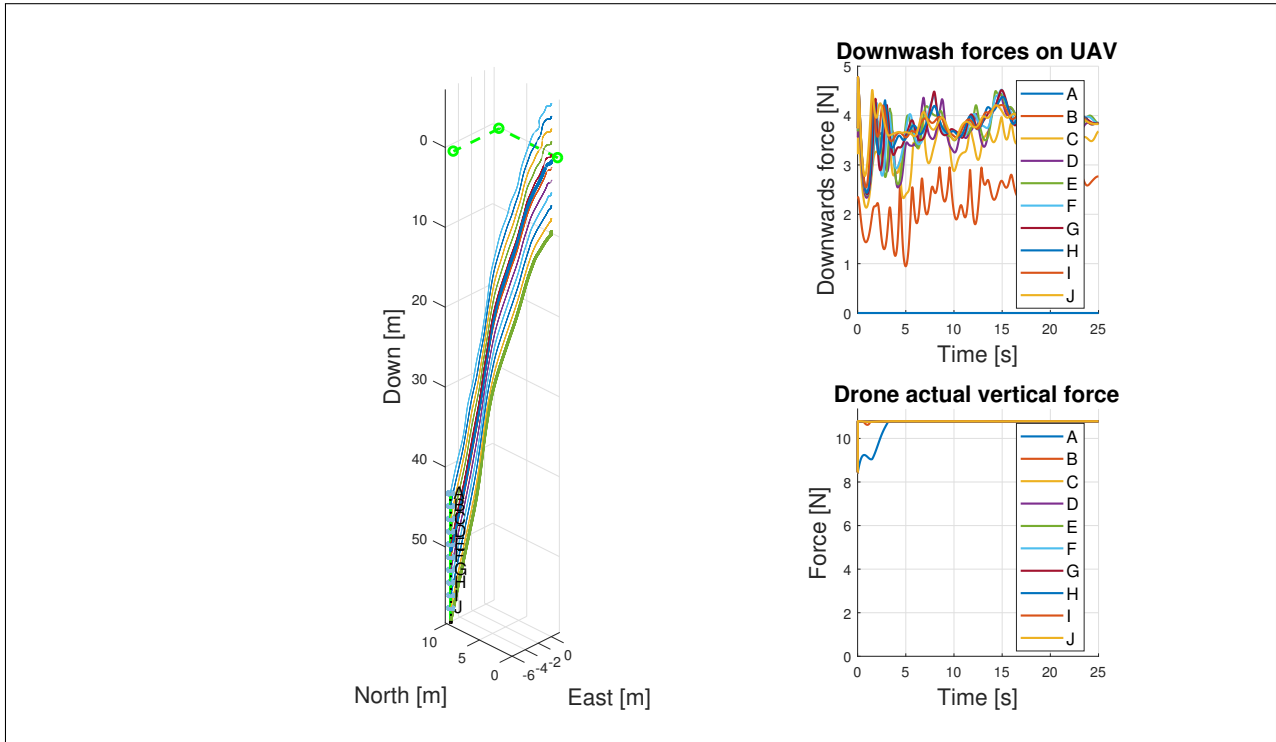 0
10
20
30
40
50
Down [m]
A
G
H
J
10
5
0
-6
-4
-2
0
North [m]
East [m]
Downwash forces on UAV
5
4
3
2
1
0
Downwards force [N]
0 5 10 15 20 25
Time [s]
A
B
C
D
E
F
G
H
I
J
Drone actual vertical force
10
8
6
4
2
0
Force [N]
0 5 10 15 20 25
Time [s]
A
B
C
D
E
F
G
H
I
J